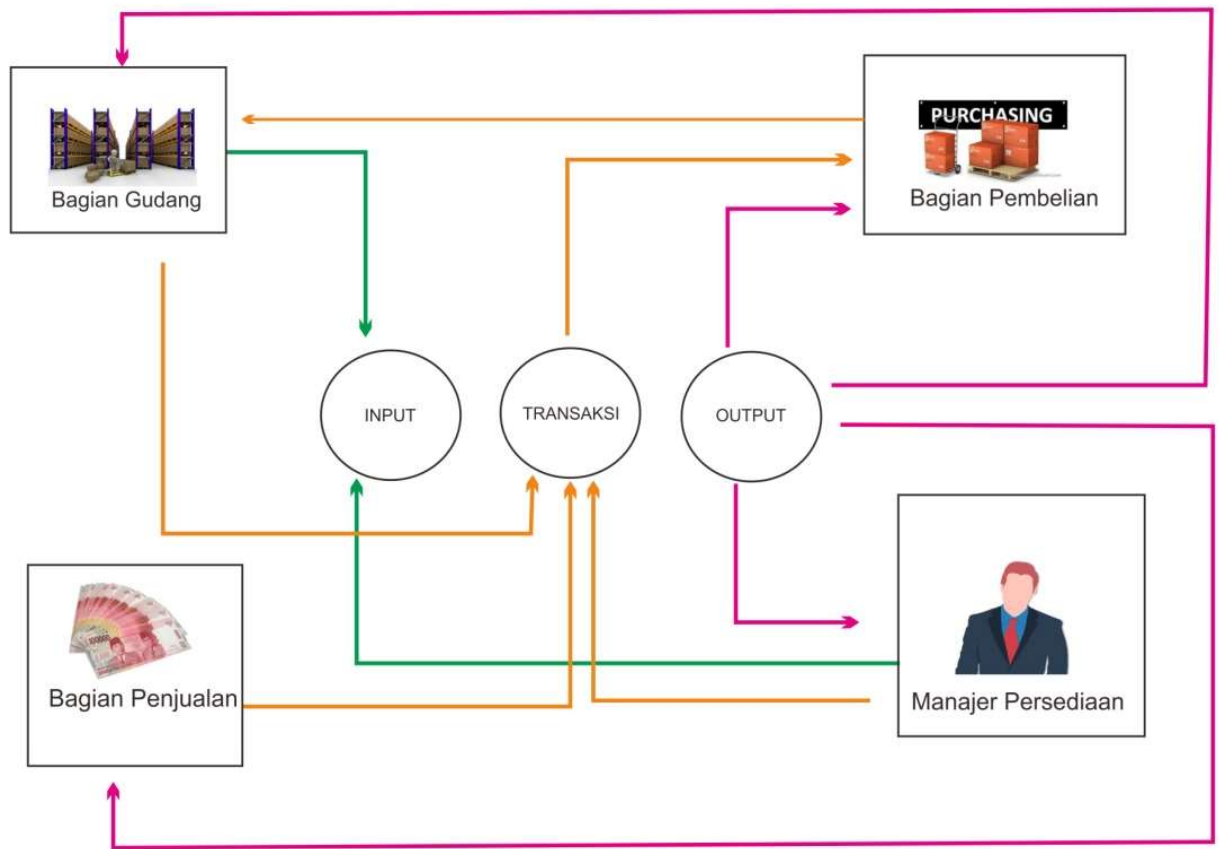 PURCHASING
Bagian Gudang
Bagian Pembelian
INPUT
TRANSAKSI
OUTPUT
Bagian Penjualan
Manajer Persediaan